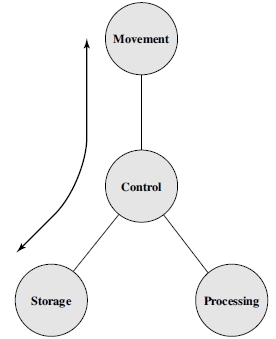 Movement
Control
Storage
Processing